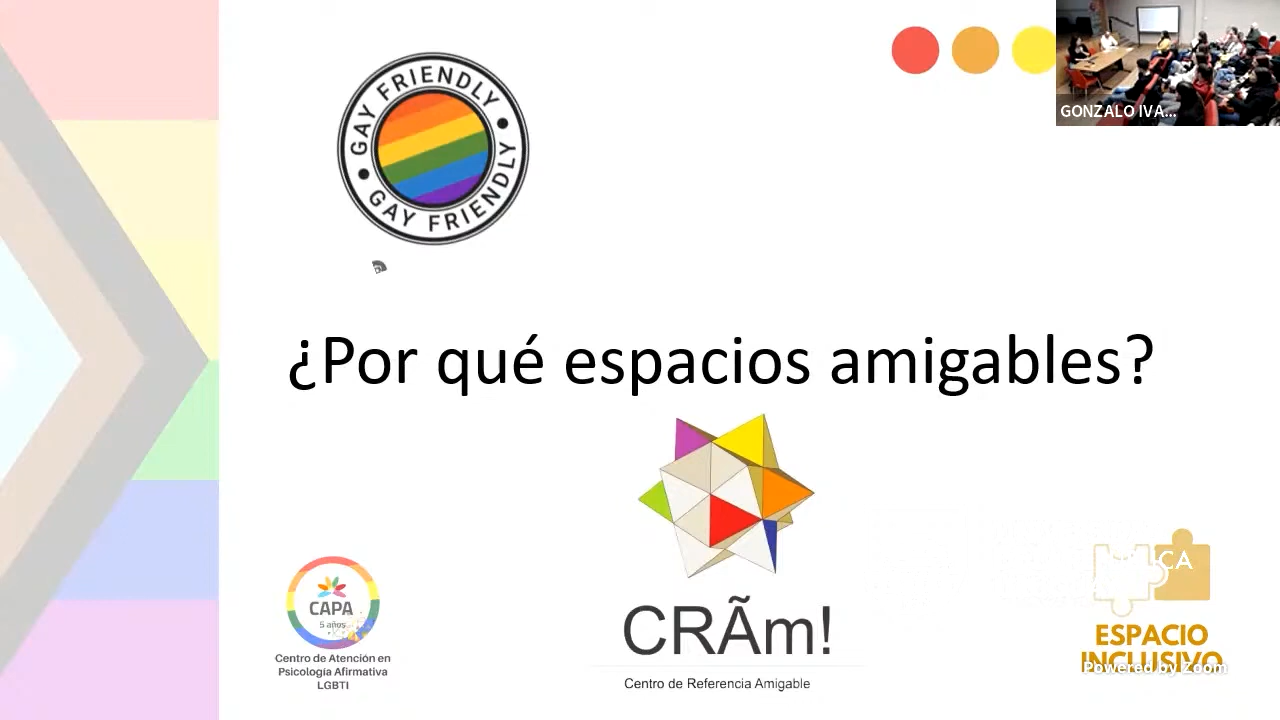 GAY FRIENDLY
GAY FRIENDLY
GONZALO IVA...
¿Por qué espacios amigables?
CAPA
5 años
Centro de Atención en
Psicología Afirmativa
LGBTI
CRÃm!
Centro de Referencia Amigable
CA
ESPACIO
INCLUSIVO
Powered by Zoom